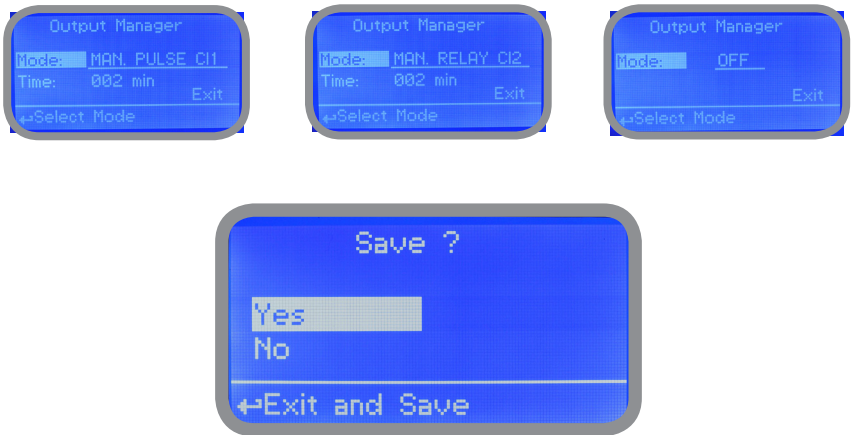 Output Manager
Mode: MAN. PULSE Cl1
Time: 002 min
Exit
↵Select Mode
Output Manager
Mode: MAN. RELAY Cl2
Time: 002 min
Exit
↵Select Mode
Output Manager
Mode: OFF
Exit
↵Select Mode
Save ?
Yes
No
↵Exit and Save